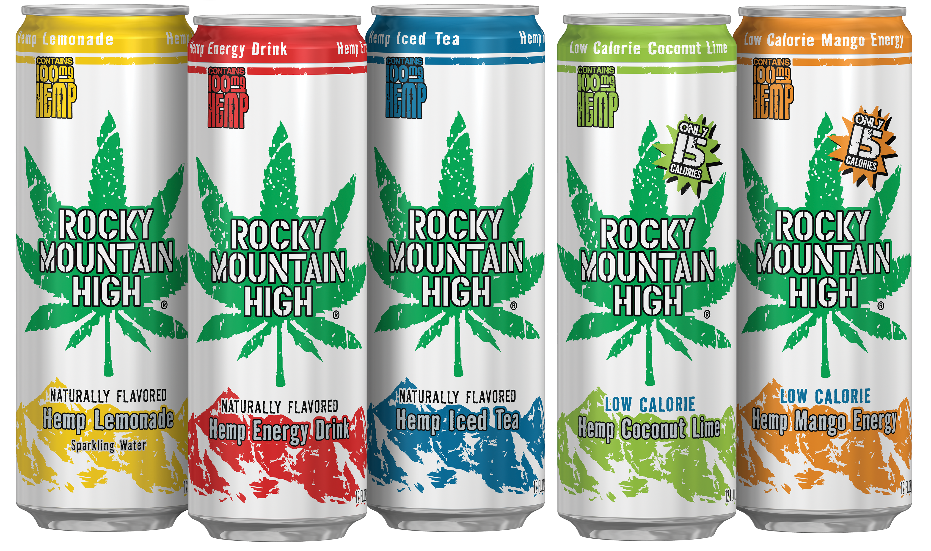 Hemp Lemonade
Hemp
CONTAINS
100mg
HEMP
ROCKY
MOUNTAIN
HIGH
®
NATURALLY FLAVORED
Hemp Lemonade
Sparkling Water
Hemp Energy Drink
Hemp
CONTAINS
100mg
HEMP
ROCKY
MOUNTAIN
HIGH
®
NATURALLY FLAVORED
Hemp Energy Drink
Hemp Iced Tea
Hemp
CONTAINS
100mg
HEMP
ROCKY
MOUNTAIN
HIGH
®
NATURALLY FLAVORED
Hemp Iced Tea
Low Calorie Coconut Lime
CONTAINS
100mg
HEMP
ONLY
15
CALORIES
ROCKY
MOUNTAIN
HIGH
®
LOW CALORIE
Hemp Coconut Lime
Low Calorie Mango Energy
CONTAINS
100mg
HEMP
ONLY
15
CALORIES
ROCKY
MOUNTAIN
HIGH
®
LOW CALORIE
Hemp Mango Energy